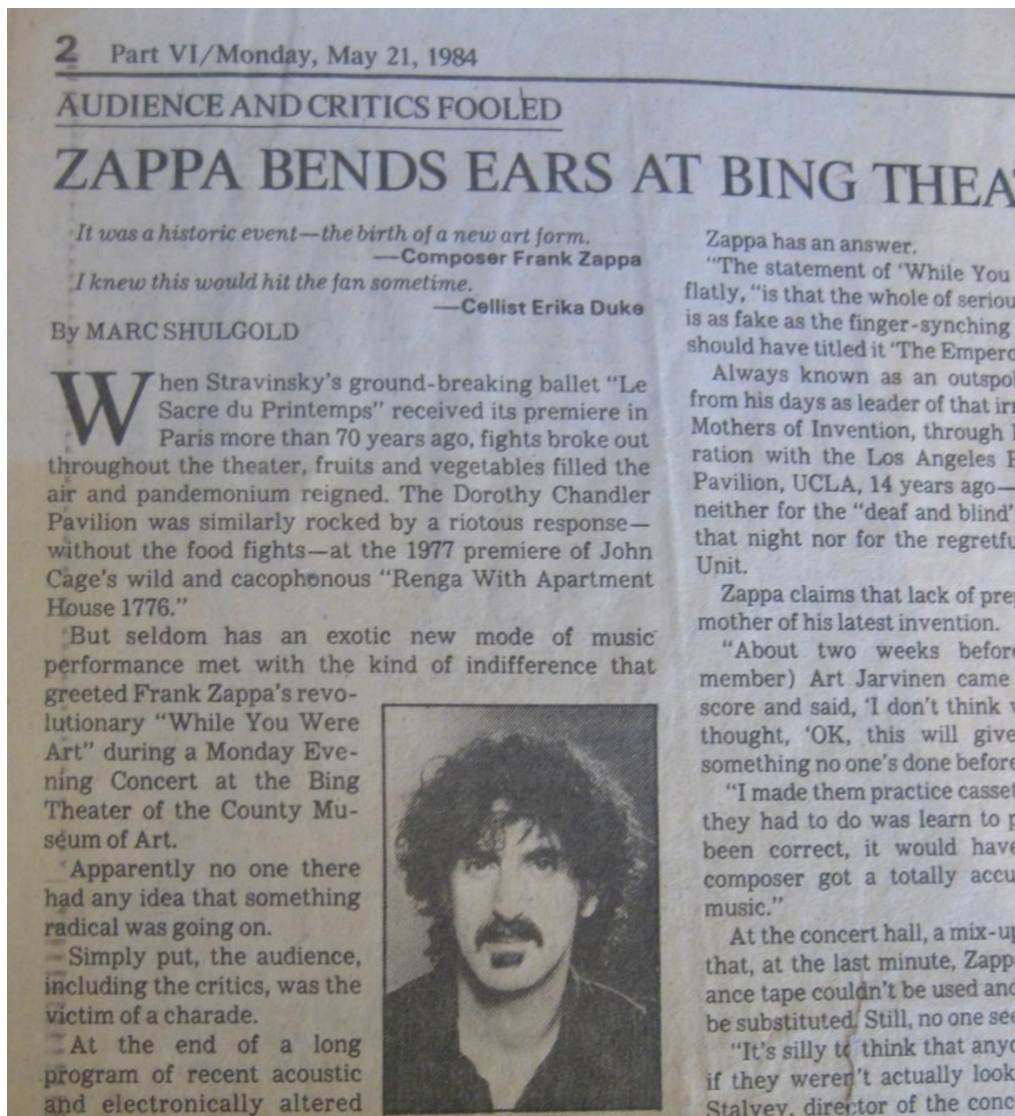 2 Part VI/Monday, May 21, 1984
AUDIENCE AND CRITICS FOOLED
ZAPPA BENDS EARS AT BING THEA
It was a historic event—the birth of a new art form.
—Composer Frank Zappa
I knew this would hit the fan sometime.
—Cellist Erika Duke
By MARC SHULGOLD
When Stravinsky's ground-breaking ballet "Le
Sacre du Printemps" received its premiere in
Paris more than 70 years ago, fights broke out
throughout the theater, fruits and vegetables filled the
air and pandemonium reigned. The Dorothy Chandler
Pavilion was similarly rocked by a riotous response—
without the food fights—at the 1977 premiere of John
Cage's wild and cacophonous "Renga With Apartment
House 1776."
But seldom has an exotic new mode of music
performance met with the kind of indifference that
greeted Frank Zappa's revo-
lutionary "While You Were
Art" during a Monday Eve-
ning Concert at the Bing
Theater of the County Mu-
seum of Art.
Apparently no one there
had any idea that something
radical was going on.
Simply put, the audience,
including the critics, was the
victim of a charade.
At the end of a long
program of recent acoustic
and electronically altered
Zappa has an answer.
"The statement of 'While You
flatly, "is that the whole of seriou
is as fake as the finger-synching
should have titled it 'The Empero
Always known as an outspol
from his days as leader of that irr
Mothers of Invention, through
ration with the Los Angeles
Pavilion, UCLA, 14 years ago—
neither for the "deaf and blind'
that night nor for the regretfu
Unit.
Zappa claims that lack of prep
mother of his latest invention.
"About two weeks before
member) Art Jarvinen came
score and said, 'I don't think
thought, 'OK, this will give
something no one's done before
"I made them practice casset
they had to do was learn to p
been correct, it would have
composer got a totally accu
music."
At the concert hall, a mix-up
that, at the last minute, Zapp
ance tape couldn't be used and
be substituted. Still, no one see
"It's silly to think that anyo
if they weren't actually look
Stalvey, director of the conc